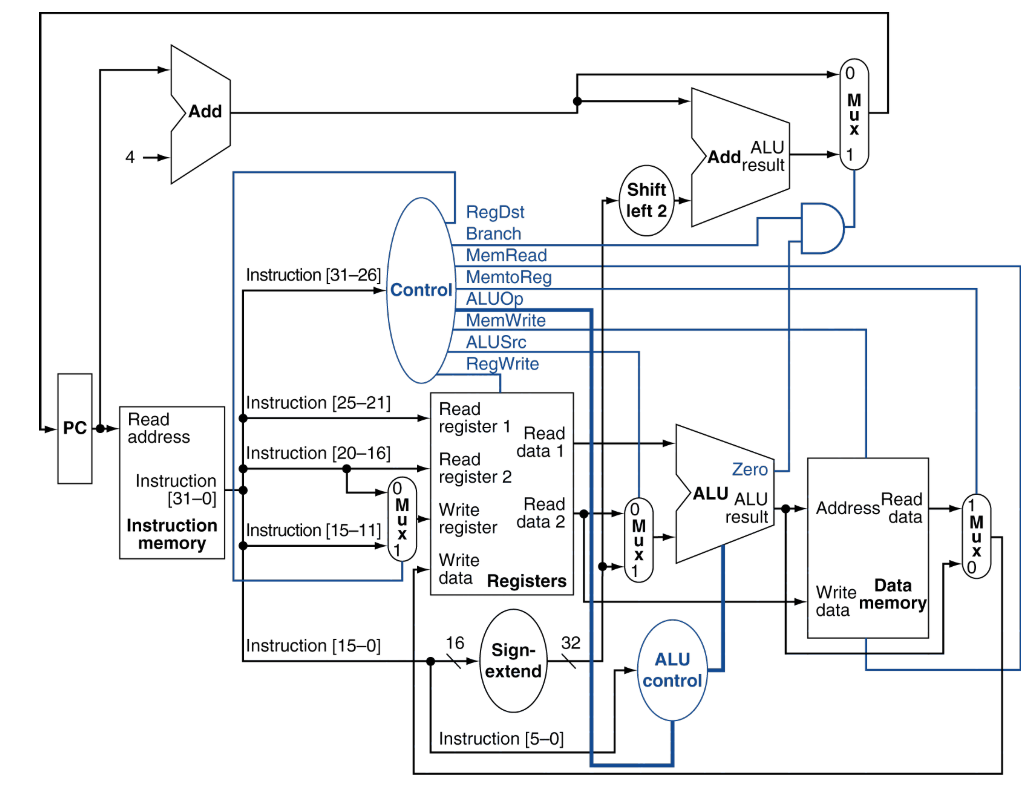 Add
4
0
M
u
x
1
Add
ALU
result
Shift
left 2
RegDst
Branch
MemRead
MemtoReg
ALUOp
MemWrite
ALUSrc
RegWrite
Control
Instruction [31–26]
Instruction [25–21]
Instruction [20–16]
Instruction [15–11]
Instruction [15–0]
Instruction [5–0]
PC
Read
address
Instruction
[31–0]
Instruction
memory
0
M
u
x
1
Read
register 1
Read
register 2
Write
register
Write
data
Read
data 1
Read
data 2
Registers
0
M
u
x
1
Zero
ALU
ALU
result
Address
Read
data
Write
data
Data
memory
1
M
u
x
0
16
Sign-
extend
32
ALU
control